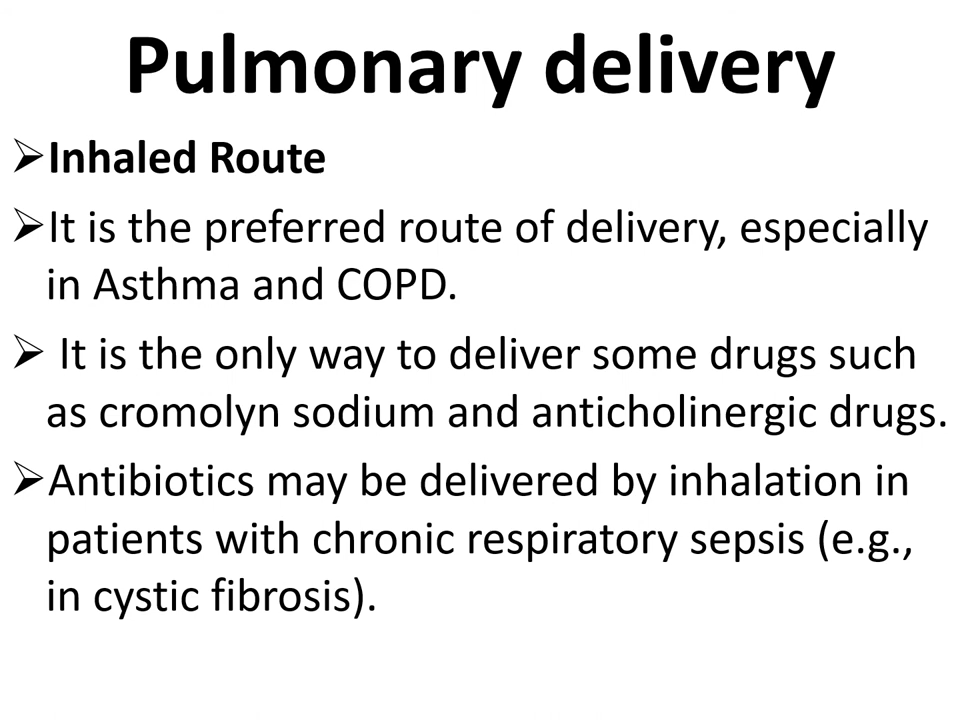 Pulmonary delivery
➢Inhaled Route
➢It is the preferred route of delivery, especially
in Asthma and COPD.
➢ It is the only way to deliver some drugs such
as cromolyn sodium and anticholinergic drugs.
➢Antibiotics may be delivered by inhalation in
patients with chronic respiratory sepsis (e.g.,
in cystic fibrosis).